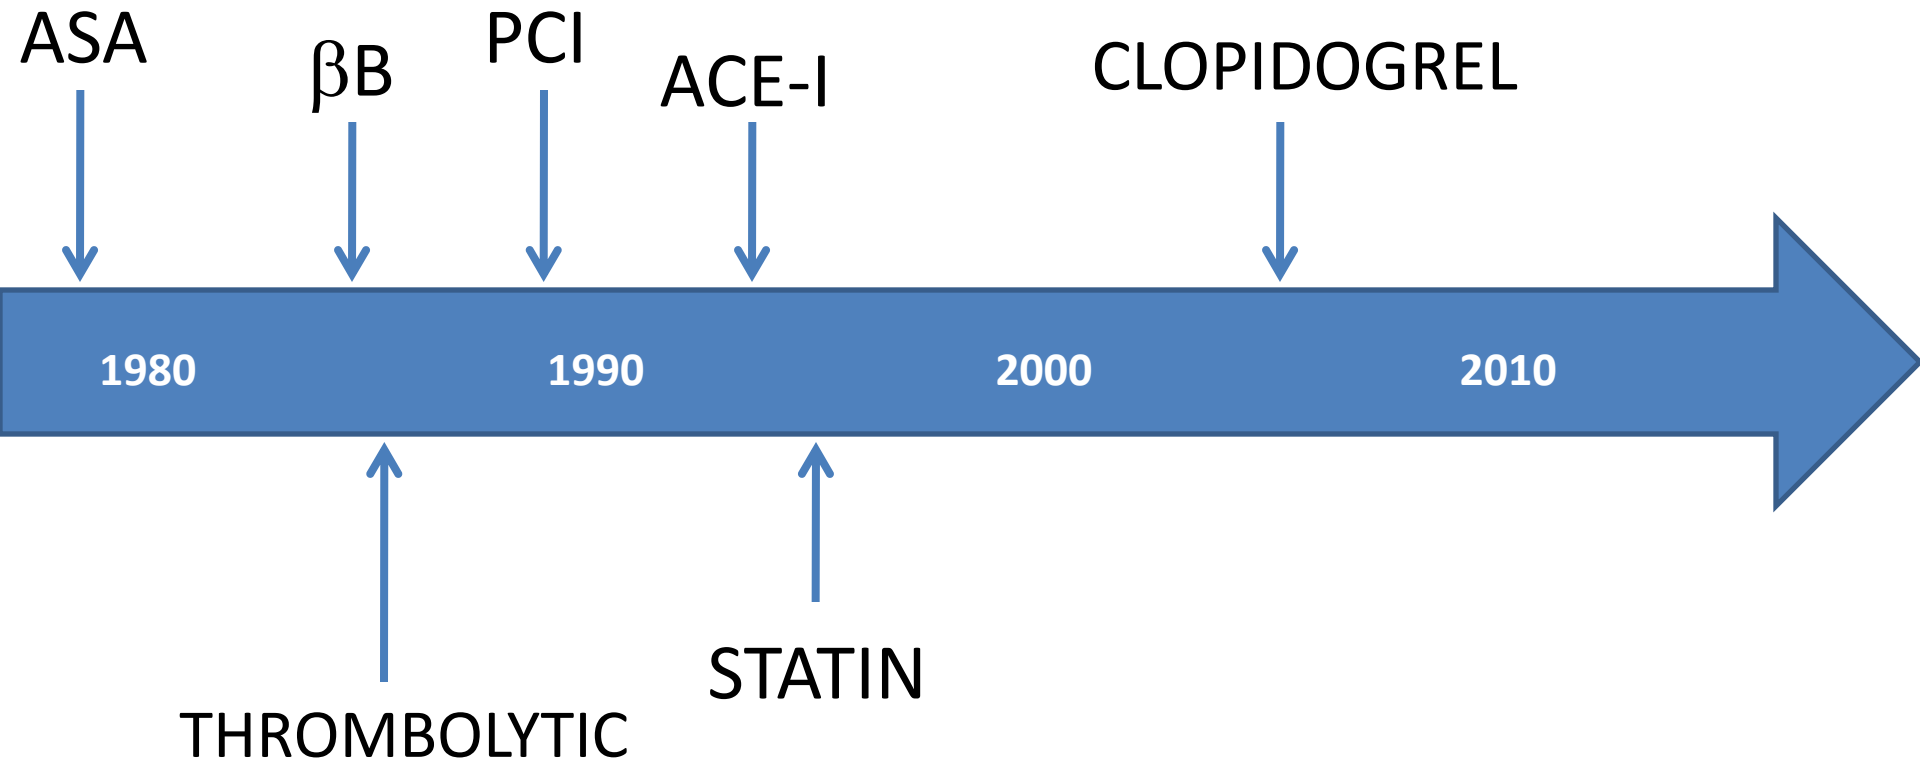 ASA
βB
PCI
ACE-I
CLOPIDOGREL
1980
1990
2000
2010
THROMBOLYTIC
STATIN